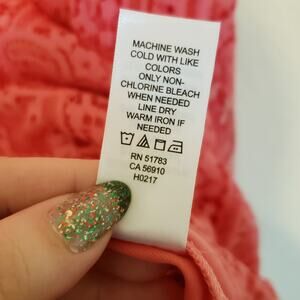 MACHINE WASH
COLD WITH LIKE
COLORS
ONLY NON-
CHLORINE BLEACH
WHEN NEEDED
LINE DRY
WARM IRON IF
NEEDED
RN 51783
CA 56910
H0217